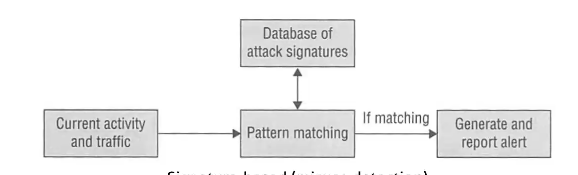 Database of
attack signatures
Current activity
and traffic
Pattern matching
If matching
Generate and
report alert